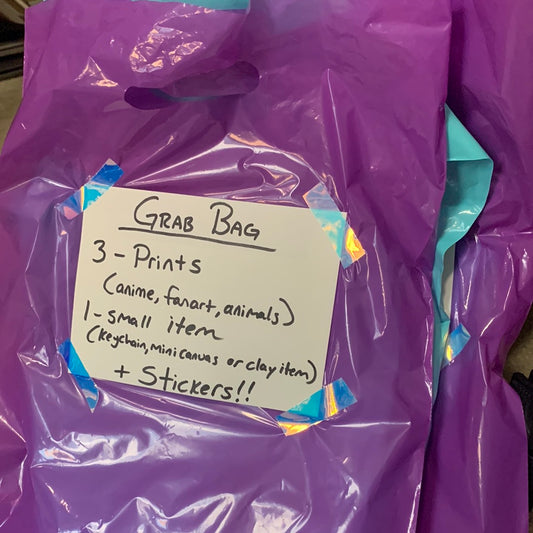 GRAB BAG
3 - Prints
(anime, fanart, animals)
1 - small item
(keychain, mini canvas or clay item)
+ Stickers!!